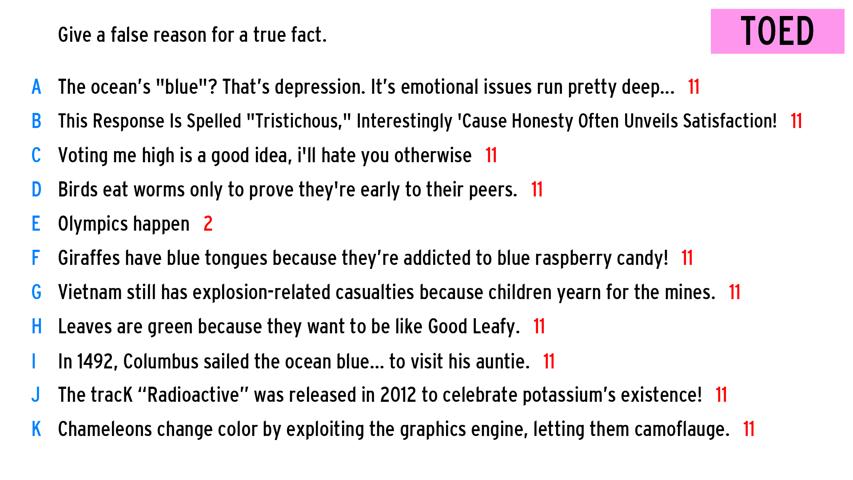 Give a false reason for a true fact.
TOED
A The ocean’s "blue"? That’s depression. It’s emotional issues run pretty deep... 11
B This Response Is Spelled "Tristichous," Interestingly 'Cause Honesty Often Unveils Satisfaction! 11
C Voting me high is a good idea, i'll hate you otherwise 11
D Birds eat worms only to prove they're early to their peers. 11
E Olympics happen 2
F Giraffes have blue tongues because they’re addicted to blue raspberry candy! 11
G Vietnam still has explosion-related casualties because children yearn for the mines. 11
H Leaves are green because they want to be like Good Leafy. 11
I In 1492, Columbus sailed the ocean blue... to visit his auntie. 11
J The tracK “Radioactive” was released in 2012 to celebrate potassium’s existence! 11
K Chameleons change color by exploiting the graphics engine, letting them camoflauge. 11